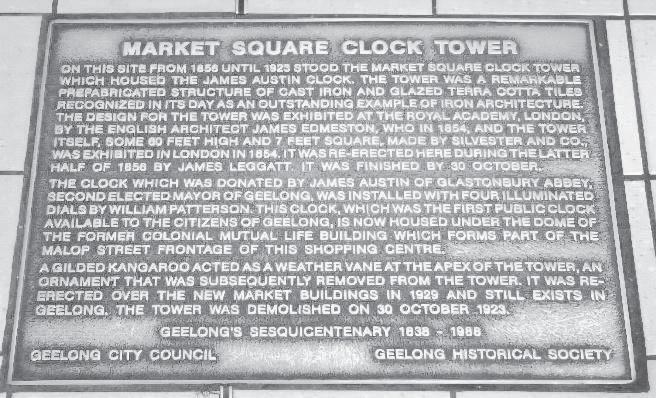 MARKET SQUARE CLOCK TOWER
ON THIS SITE FROM 1856 UNTIL 1923 STOOD THE MARKET SQUARE CLOCK TOWER
WHICH HOUSED THE JAMES AUSTIN CLOCK. THE TOWER WAS A REMARKABLE
PREFABRICATED STRUCTURE OF CAST IRON AND GLAZED TERRA COTTA TILES
RECOGNIZED IN ITS DAY AS AN OUTSTANDING EXAMPLE OF IRON ARCHITECTURE.
THE DESIGN FOR THE TOWER WAS EXHIBITED AT THE ROYAL ACADEMY, LONDON,
BY THE ENGLISH ARCHITECT JAMES EDMESTON, WHO IN 1854, AND THE TOWER
ITSELF, SOME 60 FEET HIGH AND 7 FEET SQUARE, MADE BY SILVESTER AND CO.,
WAS EXHIBITED IN LONDON IN 1854. IT WAS RE-ERECTED HERE DURING THE LATTER
HALF OF 1856 BY JAMES LEGGATT. IT WAS FINISHED BY 30 OCTOBER.
THE CLOCK WHICH WAS DONATED BY JAMES AUSTIN OF GLASTONBURY ABBEY,
SECOND ELECTED MAYOR OF GEELONG, WAS INSTALLED WITH FOUR ILLUMINATED
DIALS BY WILLIAM PATTERSON. THIS CLOCK, WHICH WAS THE FIRST PUBLIC CLOCK
AVAILABLE TO THE CITIZENS OF GEELONG, IS NOW HOUSED UNDER THE DOME OF
THE FORMER COLONIAL MUTUAL LIFE BUILDING WHICH FORMS PART OF THE
MALOP STREET FRONTAGE OF THIS SHOPPING CENTRE.
A GILDED KANGAROO ACTED AS A WEATHER VANE AT THE APEX OF THE TOWER, AN
ORNAMENT THAT WAS SUBSEQUENTLY REMOVED FROM THE TOWER. IT WAS RE-
ERECTED OVER THE NEW MARKET BUILDINGS IN 1929 AND STILL EXISTS IN
GEELONG. THE TOWER WAS DEMOLISHED ON 30 OCTOBER 1923.
GEELONG'S SESQUICENTENARY 1838 - 1988
GEELONG CITY COUNCIL
GEELONG HISTORICAL SOCIETY